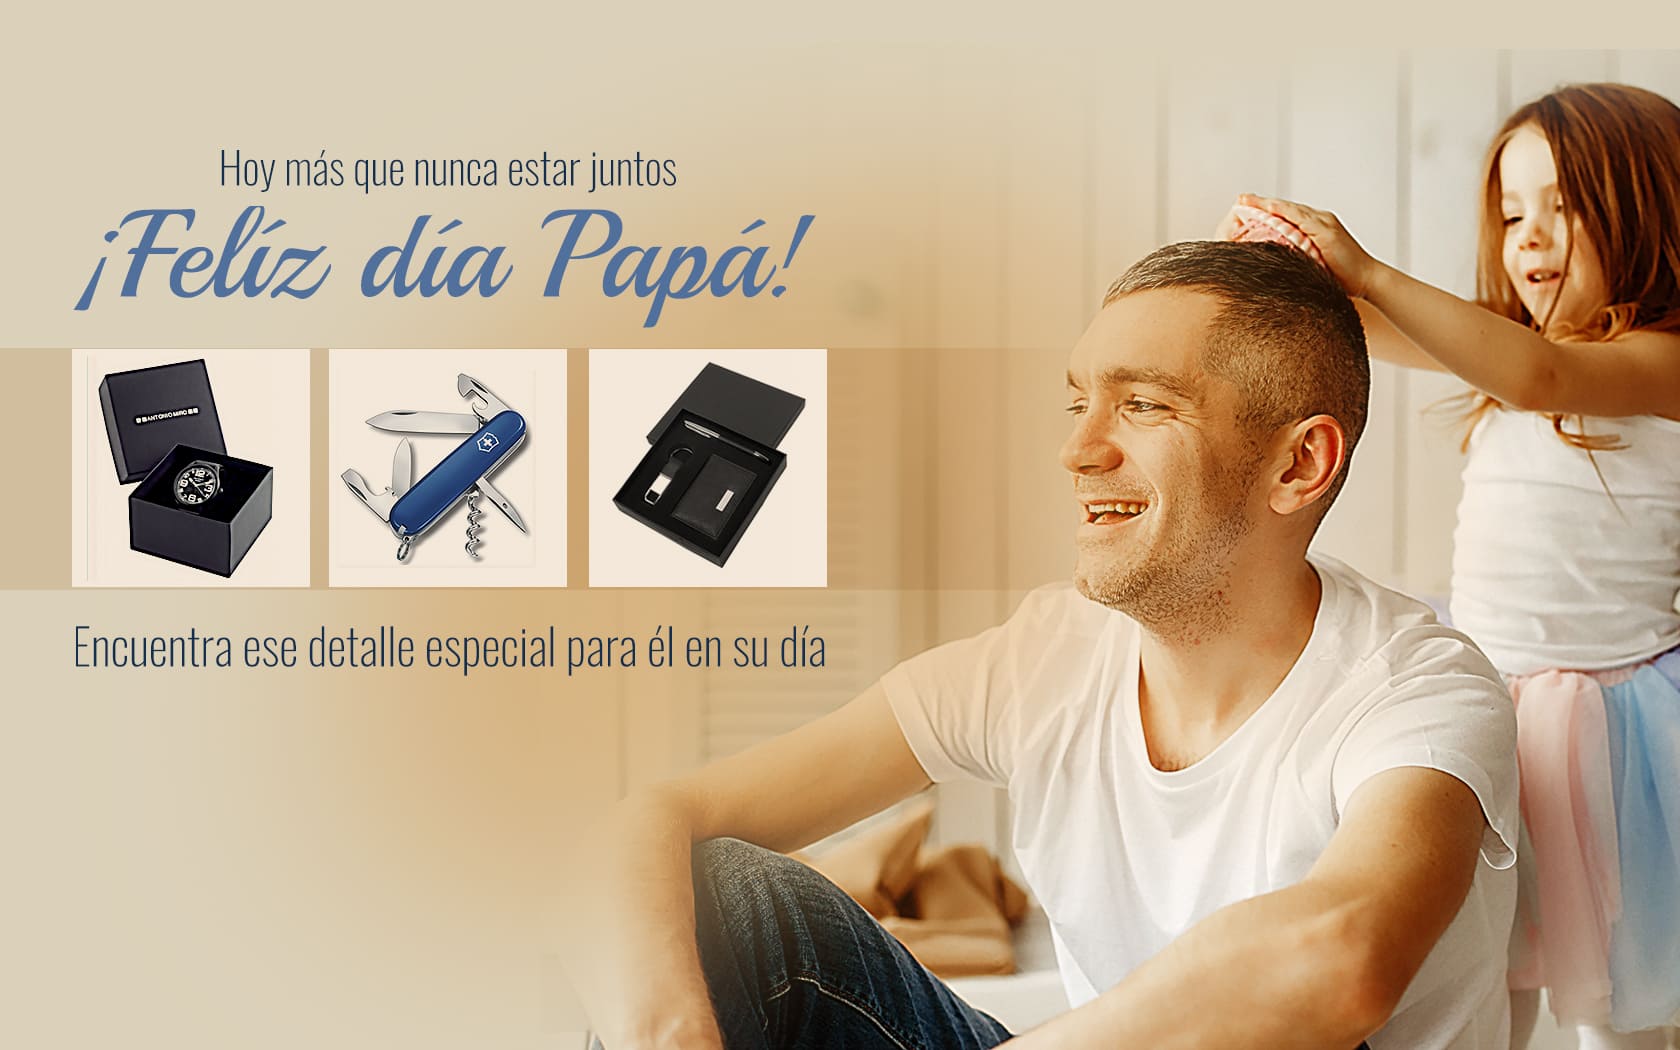 Hoy más que nunca estar juntos
¡Felíz día Papá!
ANTONIO MIRO
Encuentra ese detalle especial para él en su día